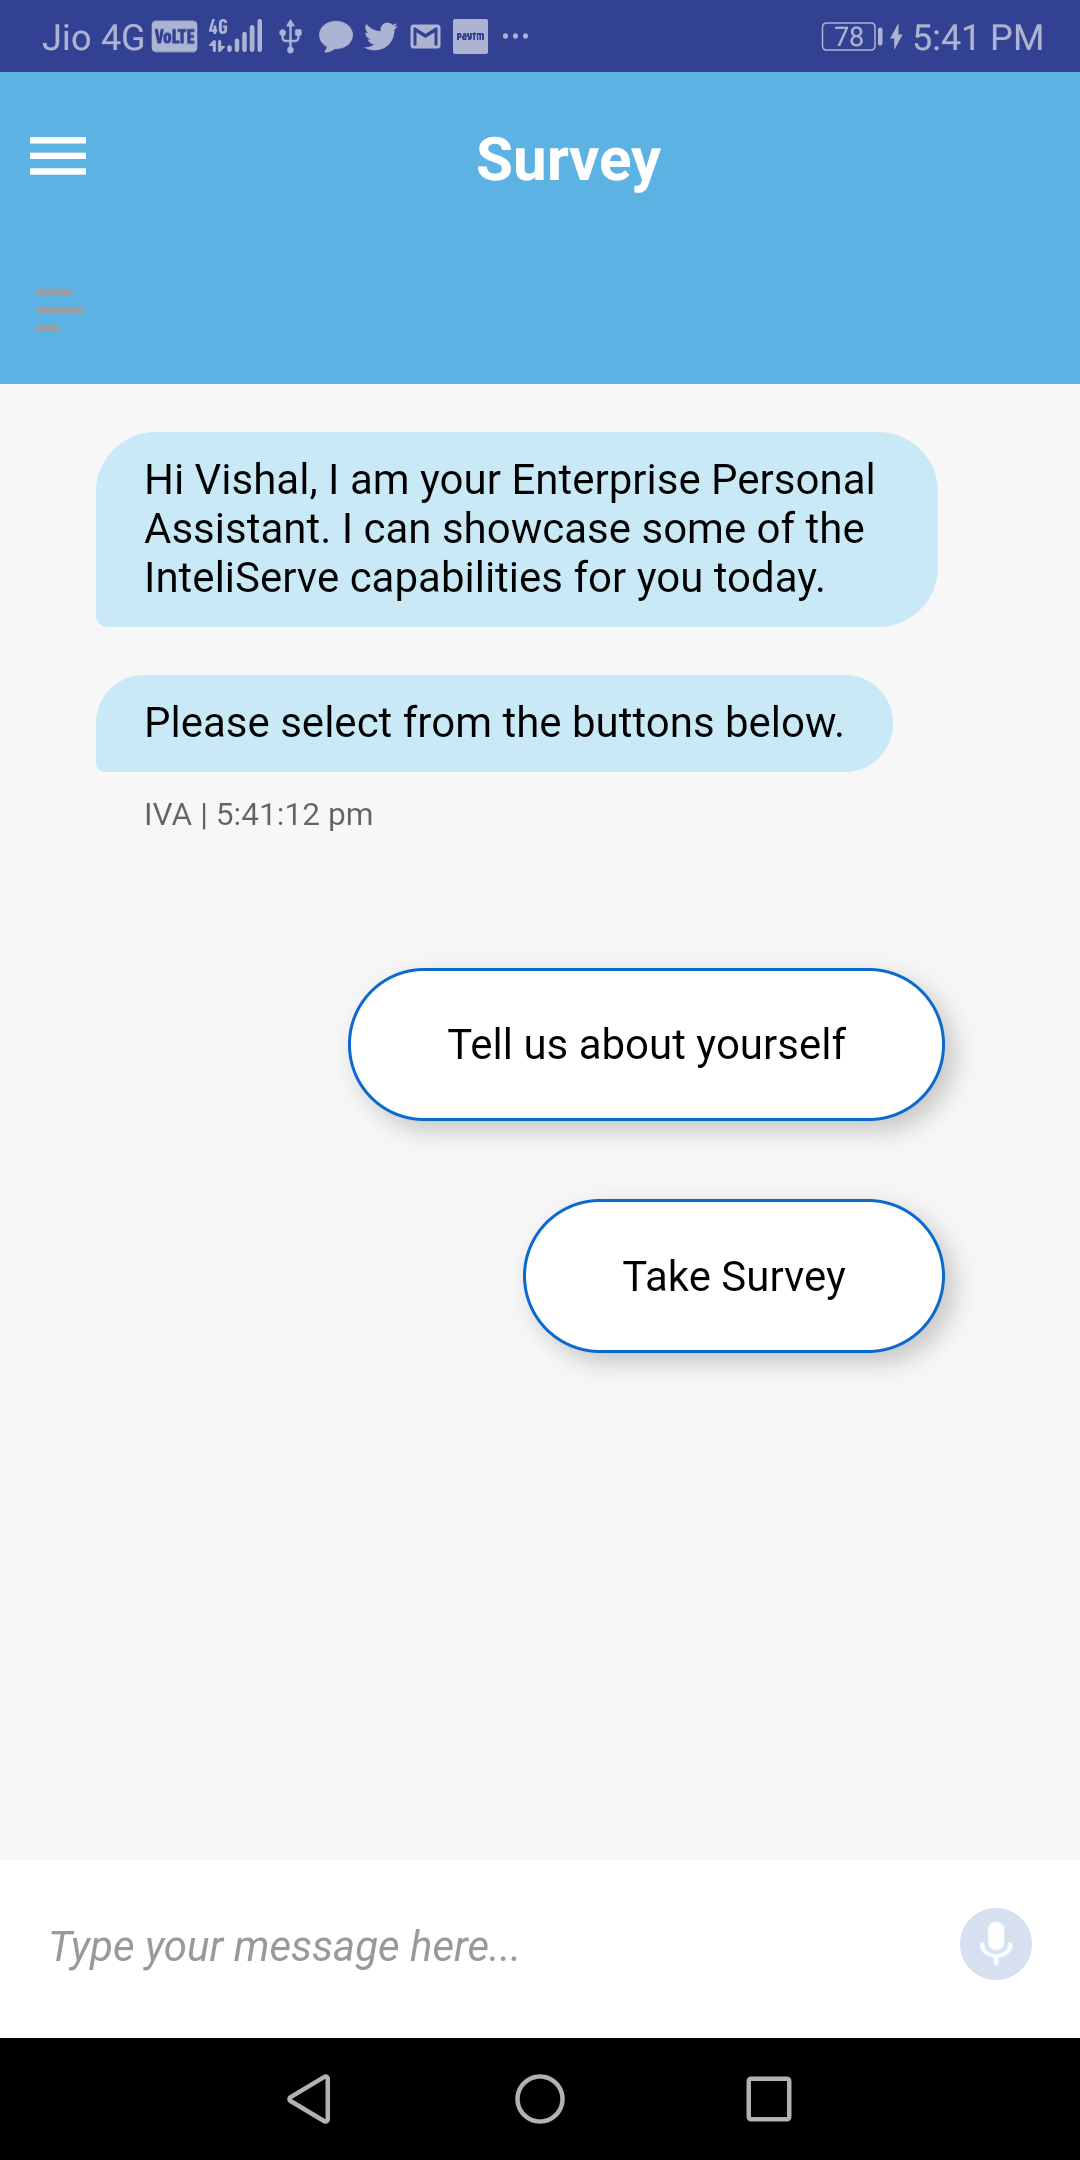 Jio 4G VoLTE 4G Paytm ... 78 5:41 PM
Survey
Hi Vishal, I am your Enterprise Personal
Assistant. I can showcase some of the
InteliServe capabilities for you today.
Please select from the buttons below.
IVA | 5:41:12 pm
Tell us about yourself
Take Survey
Type your message here...